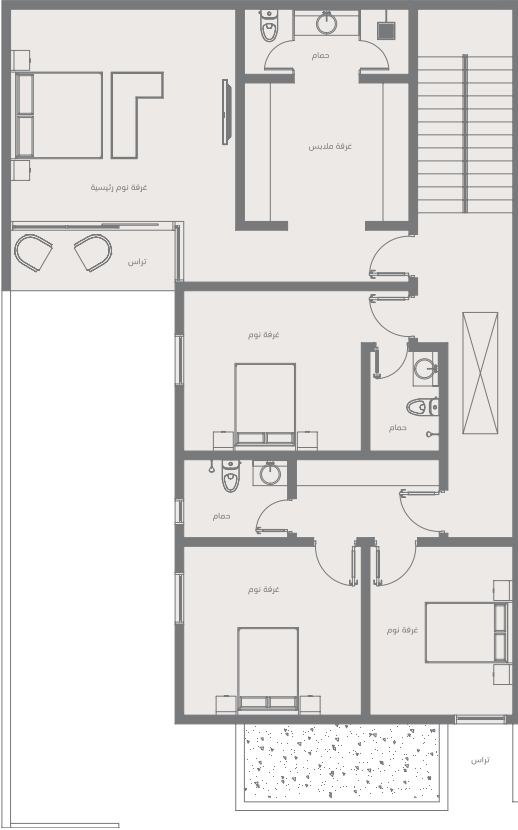 حمام
غرفة ملابس
غرفة نوم رئيسية
تراس
غرفة نوم
حمام
حمام
غرفة نوم
غرفة نوم
تراس